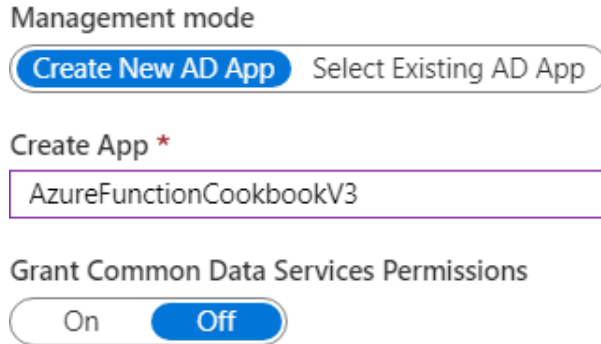 Management mode
Create New AD App Select Existing AD App
Create App *
AzureFunctionCookbookV3
Grant Common Data Services Permissions
On Off